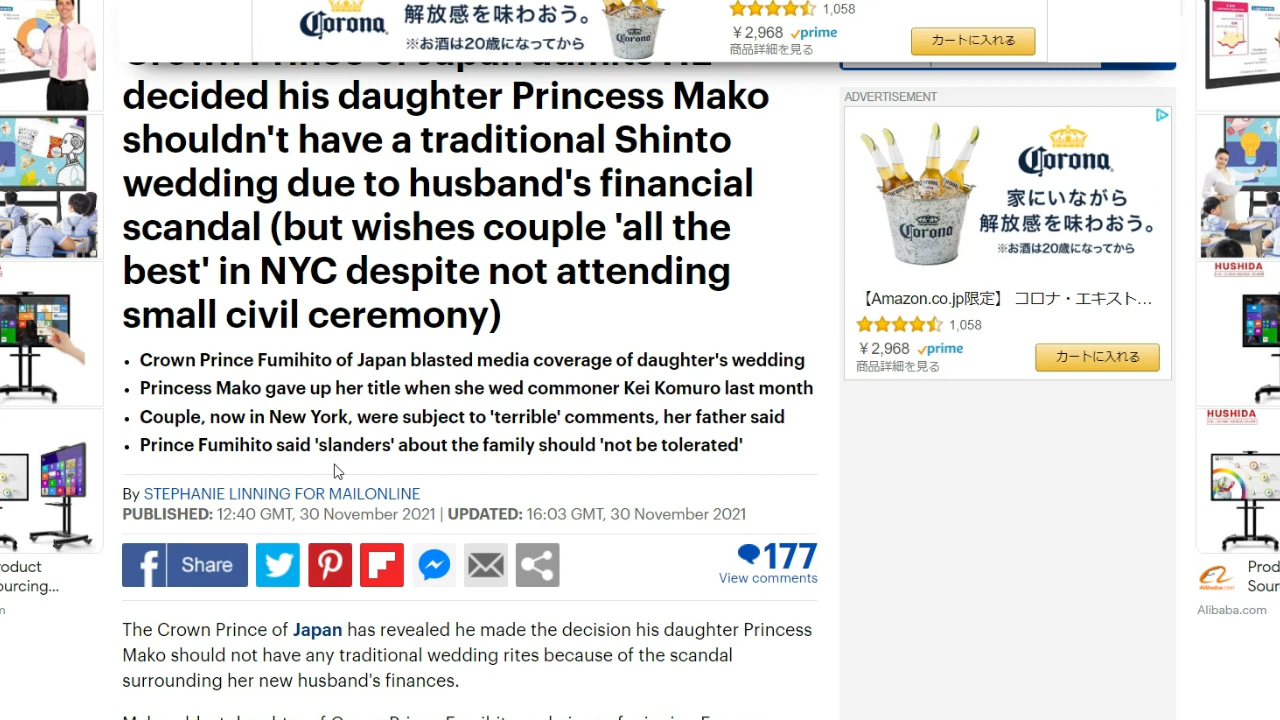 Corona.
解放感を味わおう。
※お酒は20歳になってから
Corona
1,058
￥2,968 prime
商品詳細を見る
カートに入れる
decided his daughter Princess Mako
shouldn't have a traditional Shinto
wedding due to husband's financial
scandal (but wishes couple 'all the
best' in NYC despite not attending
small civil ceremony)
• Crown Prince Fumihito of Japan blasted media coverage of daughter's wedding
• Princess Mako gave up her title when she wed commoner Kei Komuro last month
• Couple, now in New York, were subject to 'terrible' comments, her father said
• Prince Fumihito said 'slanders' about the family should 'not be tolerated'
By STEPHANIE LINNING FOR MAILONLINE
PUBLISHED: 12:40 GMT, 30 November 2021 | UPDATED: 16:03 GMT, 30 November 2021
Share
177
View comments
The Crown Prince of Japan has revealed he made the decision his daughter Princess
Mako should not have any traditional wedding rites because of the scandal
surrounding her new husband's finances.
ADVERTISEMENT
Corona
Corona.
家にいながら
解放感を味わおう。
※お酒は20歳になってから
【Amazon.co.jp限定】 コロナ・エキスト…
1,058
￥2,968 prime
商品詳細を見る
カートに入れる
roduct
ourcing...
m
HUSHIDA
HUSHIDA
Alibaba.com
Prod
Sour
Alibaba.com